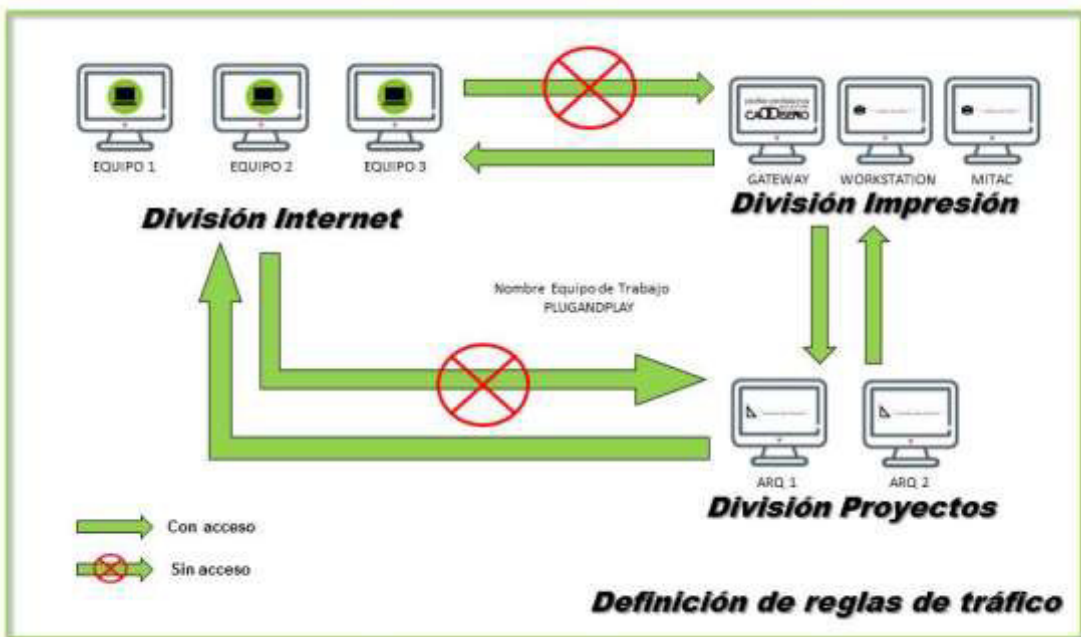 EQUIPO 1
EQUIPO 2
EQUIPO 3
GATEWAY
WORKSTATION
MITAC
División Internet
División Impresión
Nombre Equipo de Trabajo
PLUGANDPLAY
ARQ 1
ARQ 2
División Proyectos
Con acceso
Sin acceso
Definición de reglas de tráfico